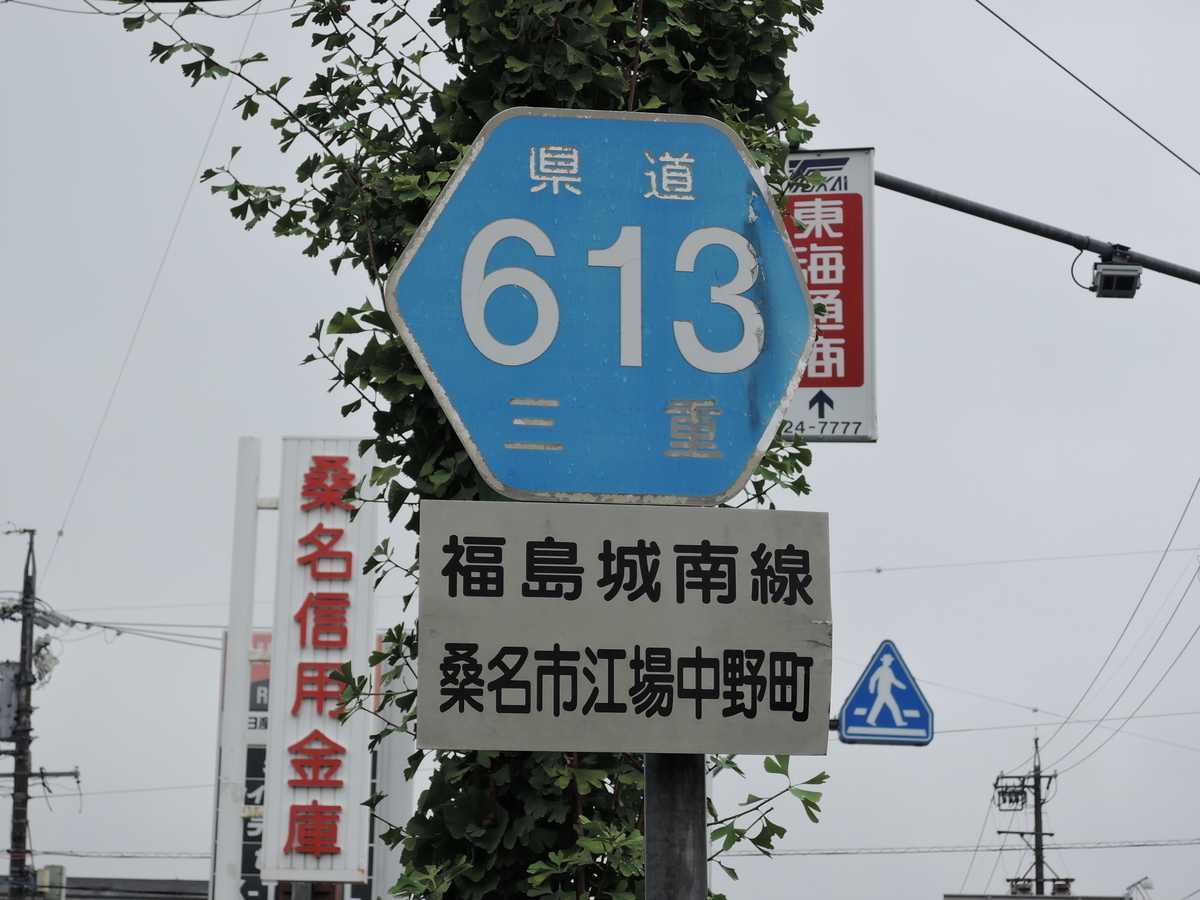 県道
613
三重
福島城南線
桑名市江場中野町
東海通商
24-7777
桑名信用金庫